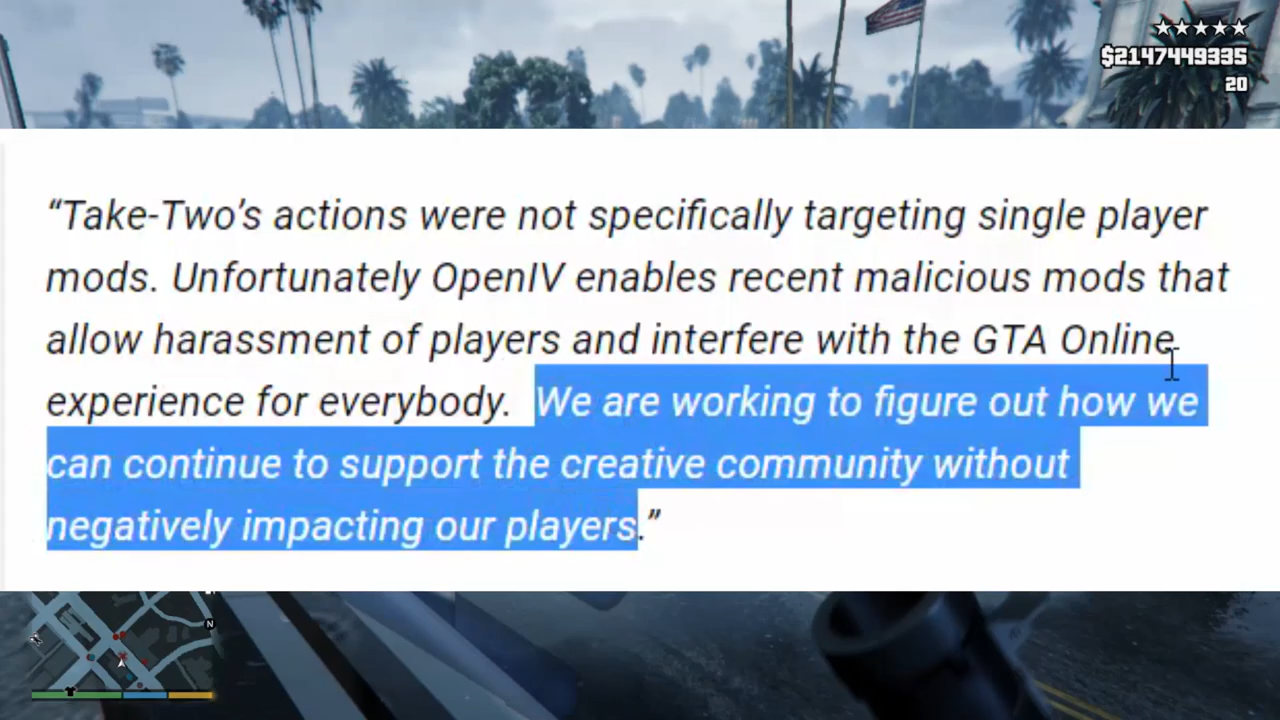 $2147449335
20
“Take-Two’s actions were not specifically targeting single player
mods. Unfortunately OpenIV enables recent malicious mods that
allow harassment of players and interfere with the GTA Online
experience for everybody. We are working to figure out how we
can continue to support the creative community without
negatively impacting our players.”
N